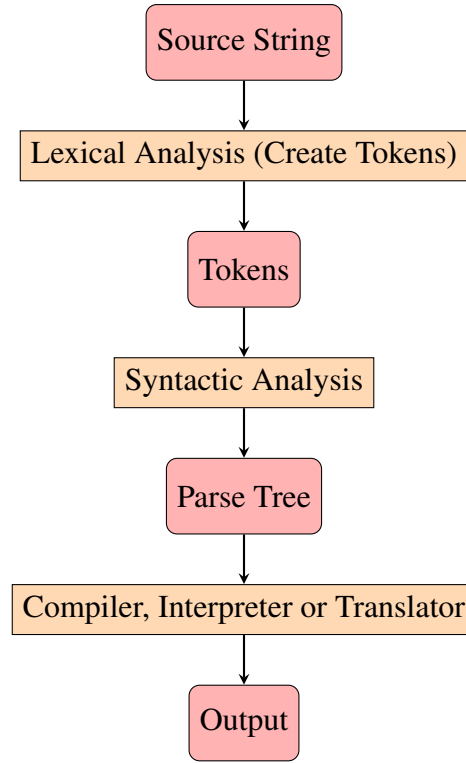 Source String
Lexical Analysis (Create Tokens)
Tokens
Syntactic Analysis
Parse Tree
Compiler, Interpreter or Translator
Output